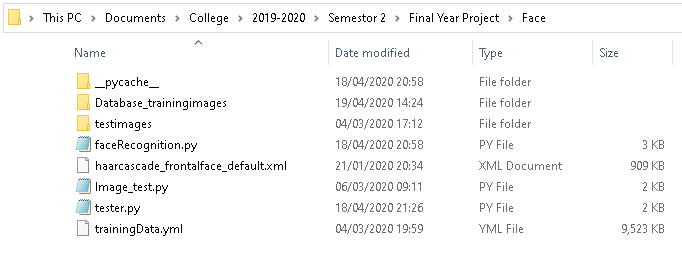 This PC > Documents > College > 2019-2020 > Semestor 2 > Final Year Project > Face
Name Date modified Type Size
__pycache__ 18/04/2020 20:58 File folder
Database_trainingimages 19/04/2020 14:24 File folder
testimages 04/03/2020 17:12 File folder
faceRecognition.py 18/04/2020 20:58 PY File 3 KB
haarcascade_frontalface_default.xml 21/01/2020 20:34 XML Document 909 KB
Image_test.py 06/03/2020 09:11 PY File 2 KB
tester.py 18/04/2020 21:26 PY File 2 KB
trainingData.yml 04/03/2020 19:59 YML File 9,523 KB